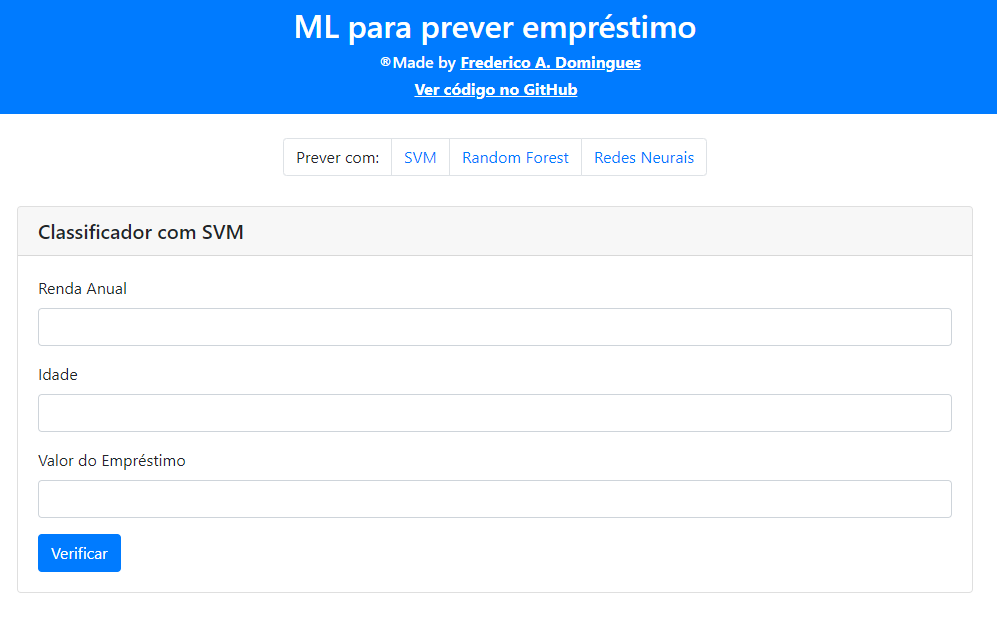 ML para prever empréstimo
®Made by Frederico A. Domingues
Ver código no GitHub
Prever com: SVM Random Forest Redes Neurais
Classificador com SVM
Renda Anual
Idade
Valor do Empréstimo
Verificar